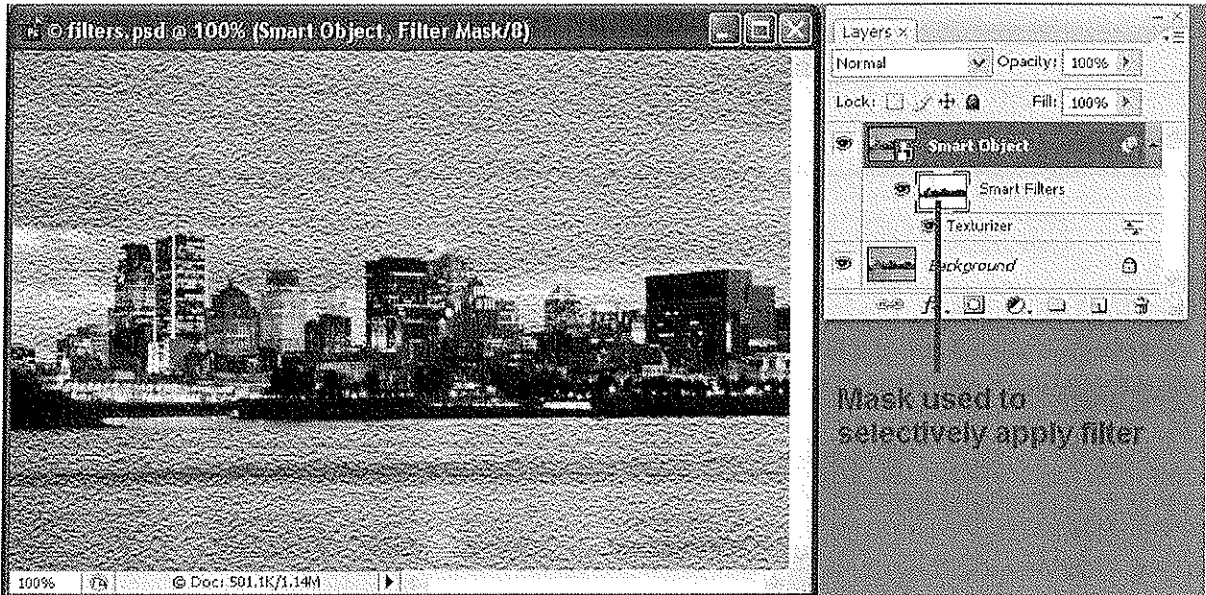 © filters.psd @ 100% (Smart Object, Filter Mask/8)
100%
© Doc: 501.1K/1.14M
Layers ×
Normal
Opacity: 100%
Lock:
Fill: 100%
Smart Object
Smart Filters
Texturizer
Background
Mask used to
selectively apply filter